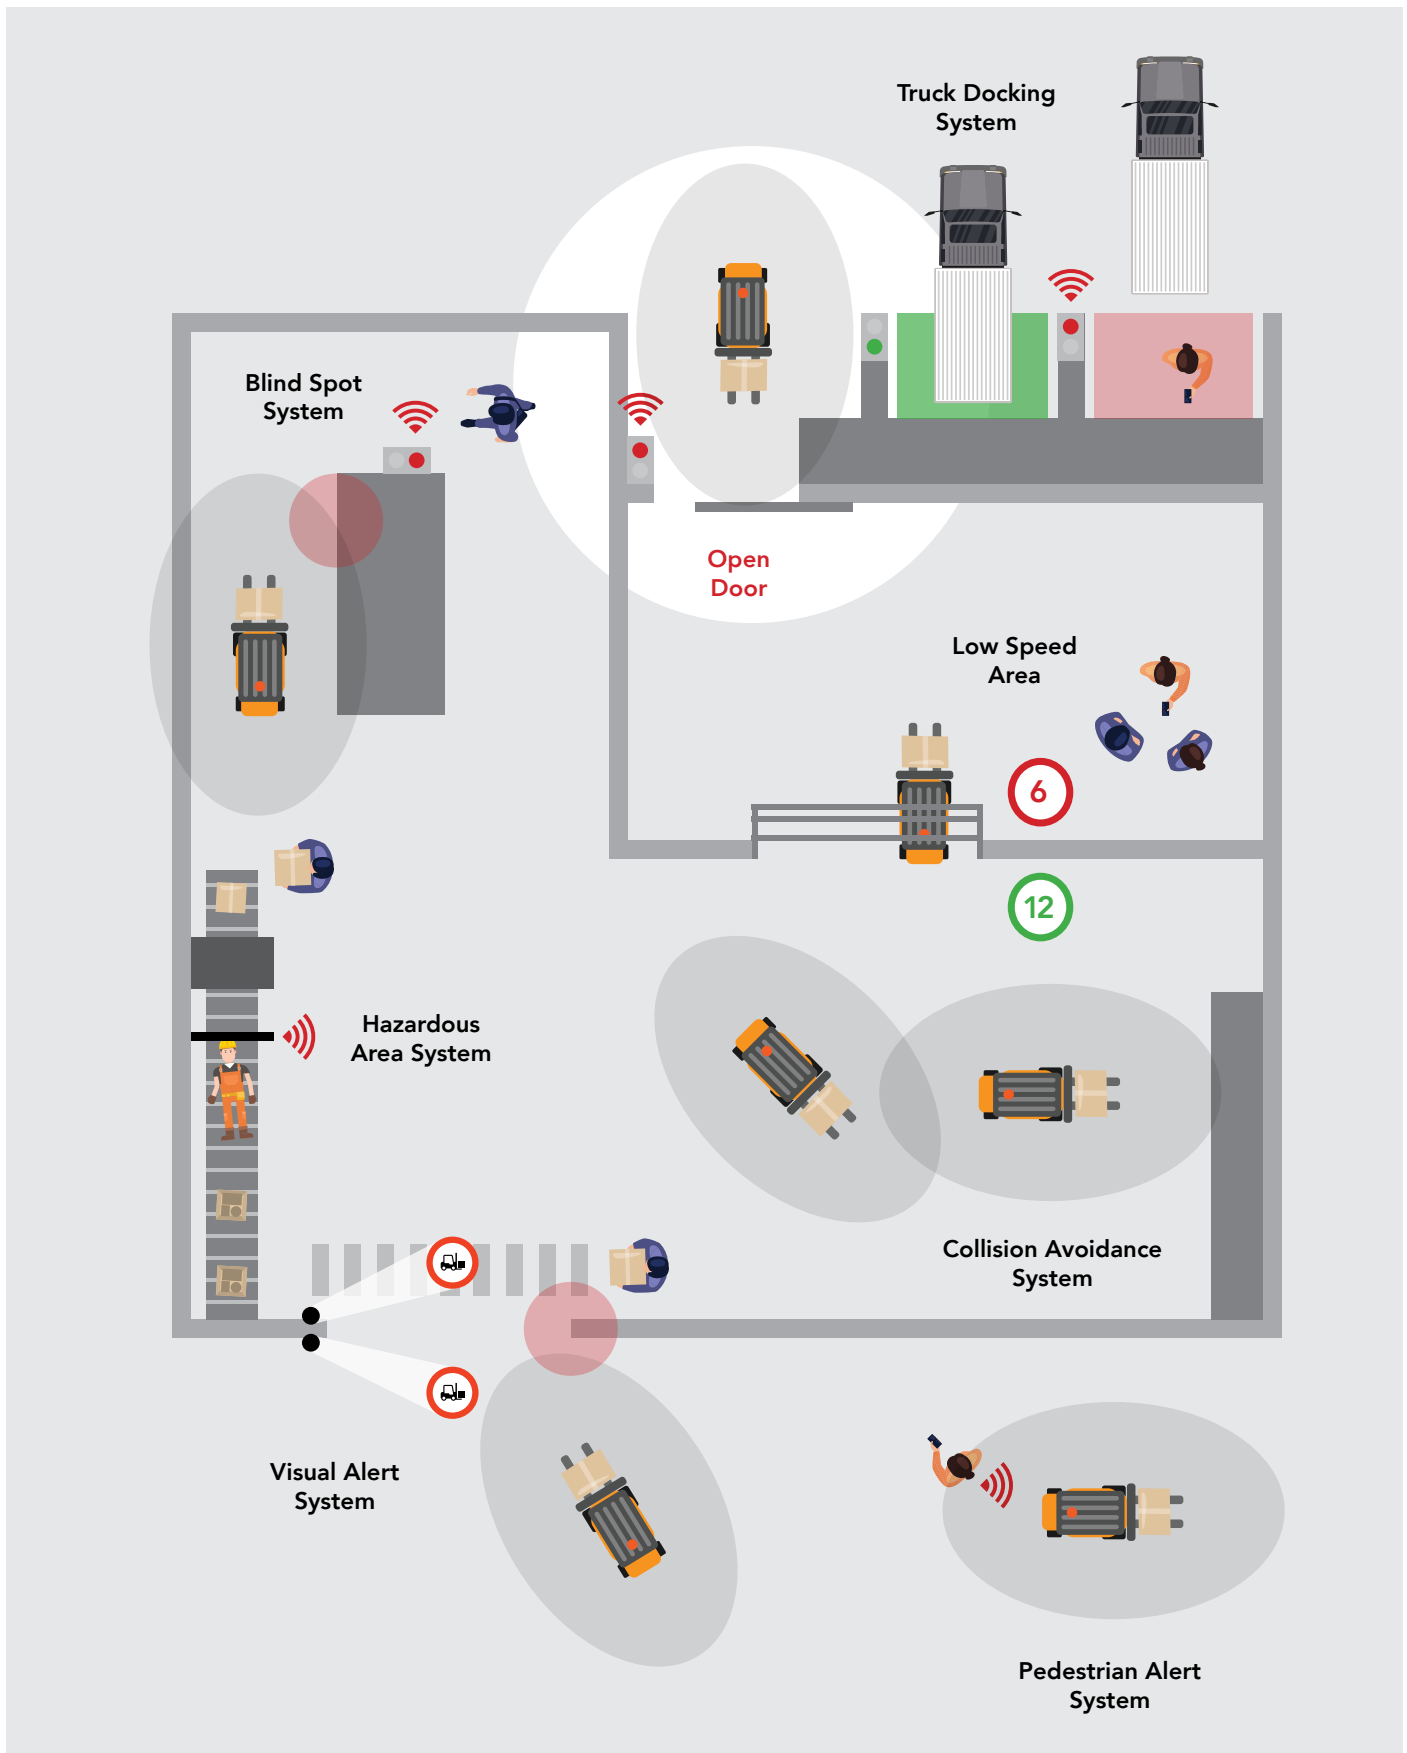 Truck Docking
System
Blind Spot
System
Open
Door
Low Speed
Area
6
12
Hazardous
Area System
Collision Avoidance
System
Visual Alert
System
Pedestrian Alert
System